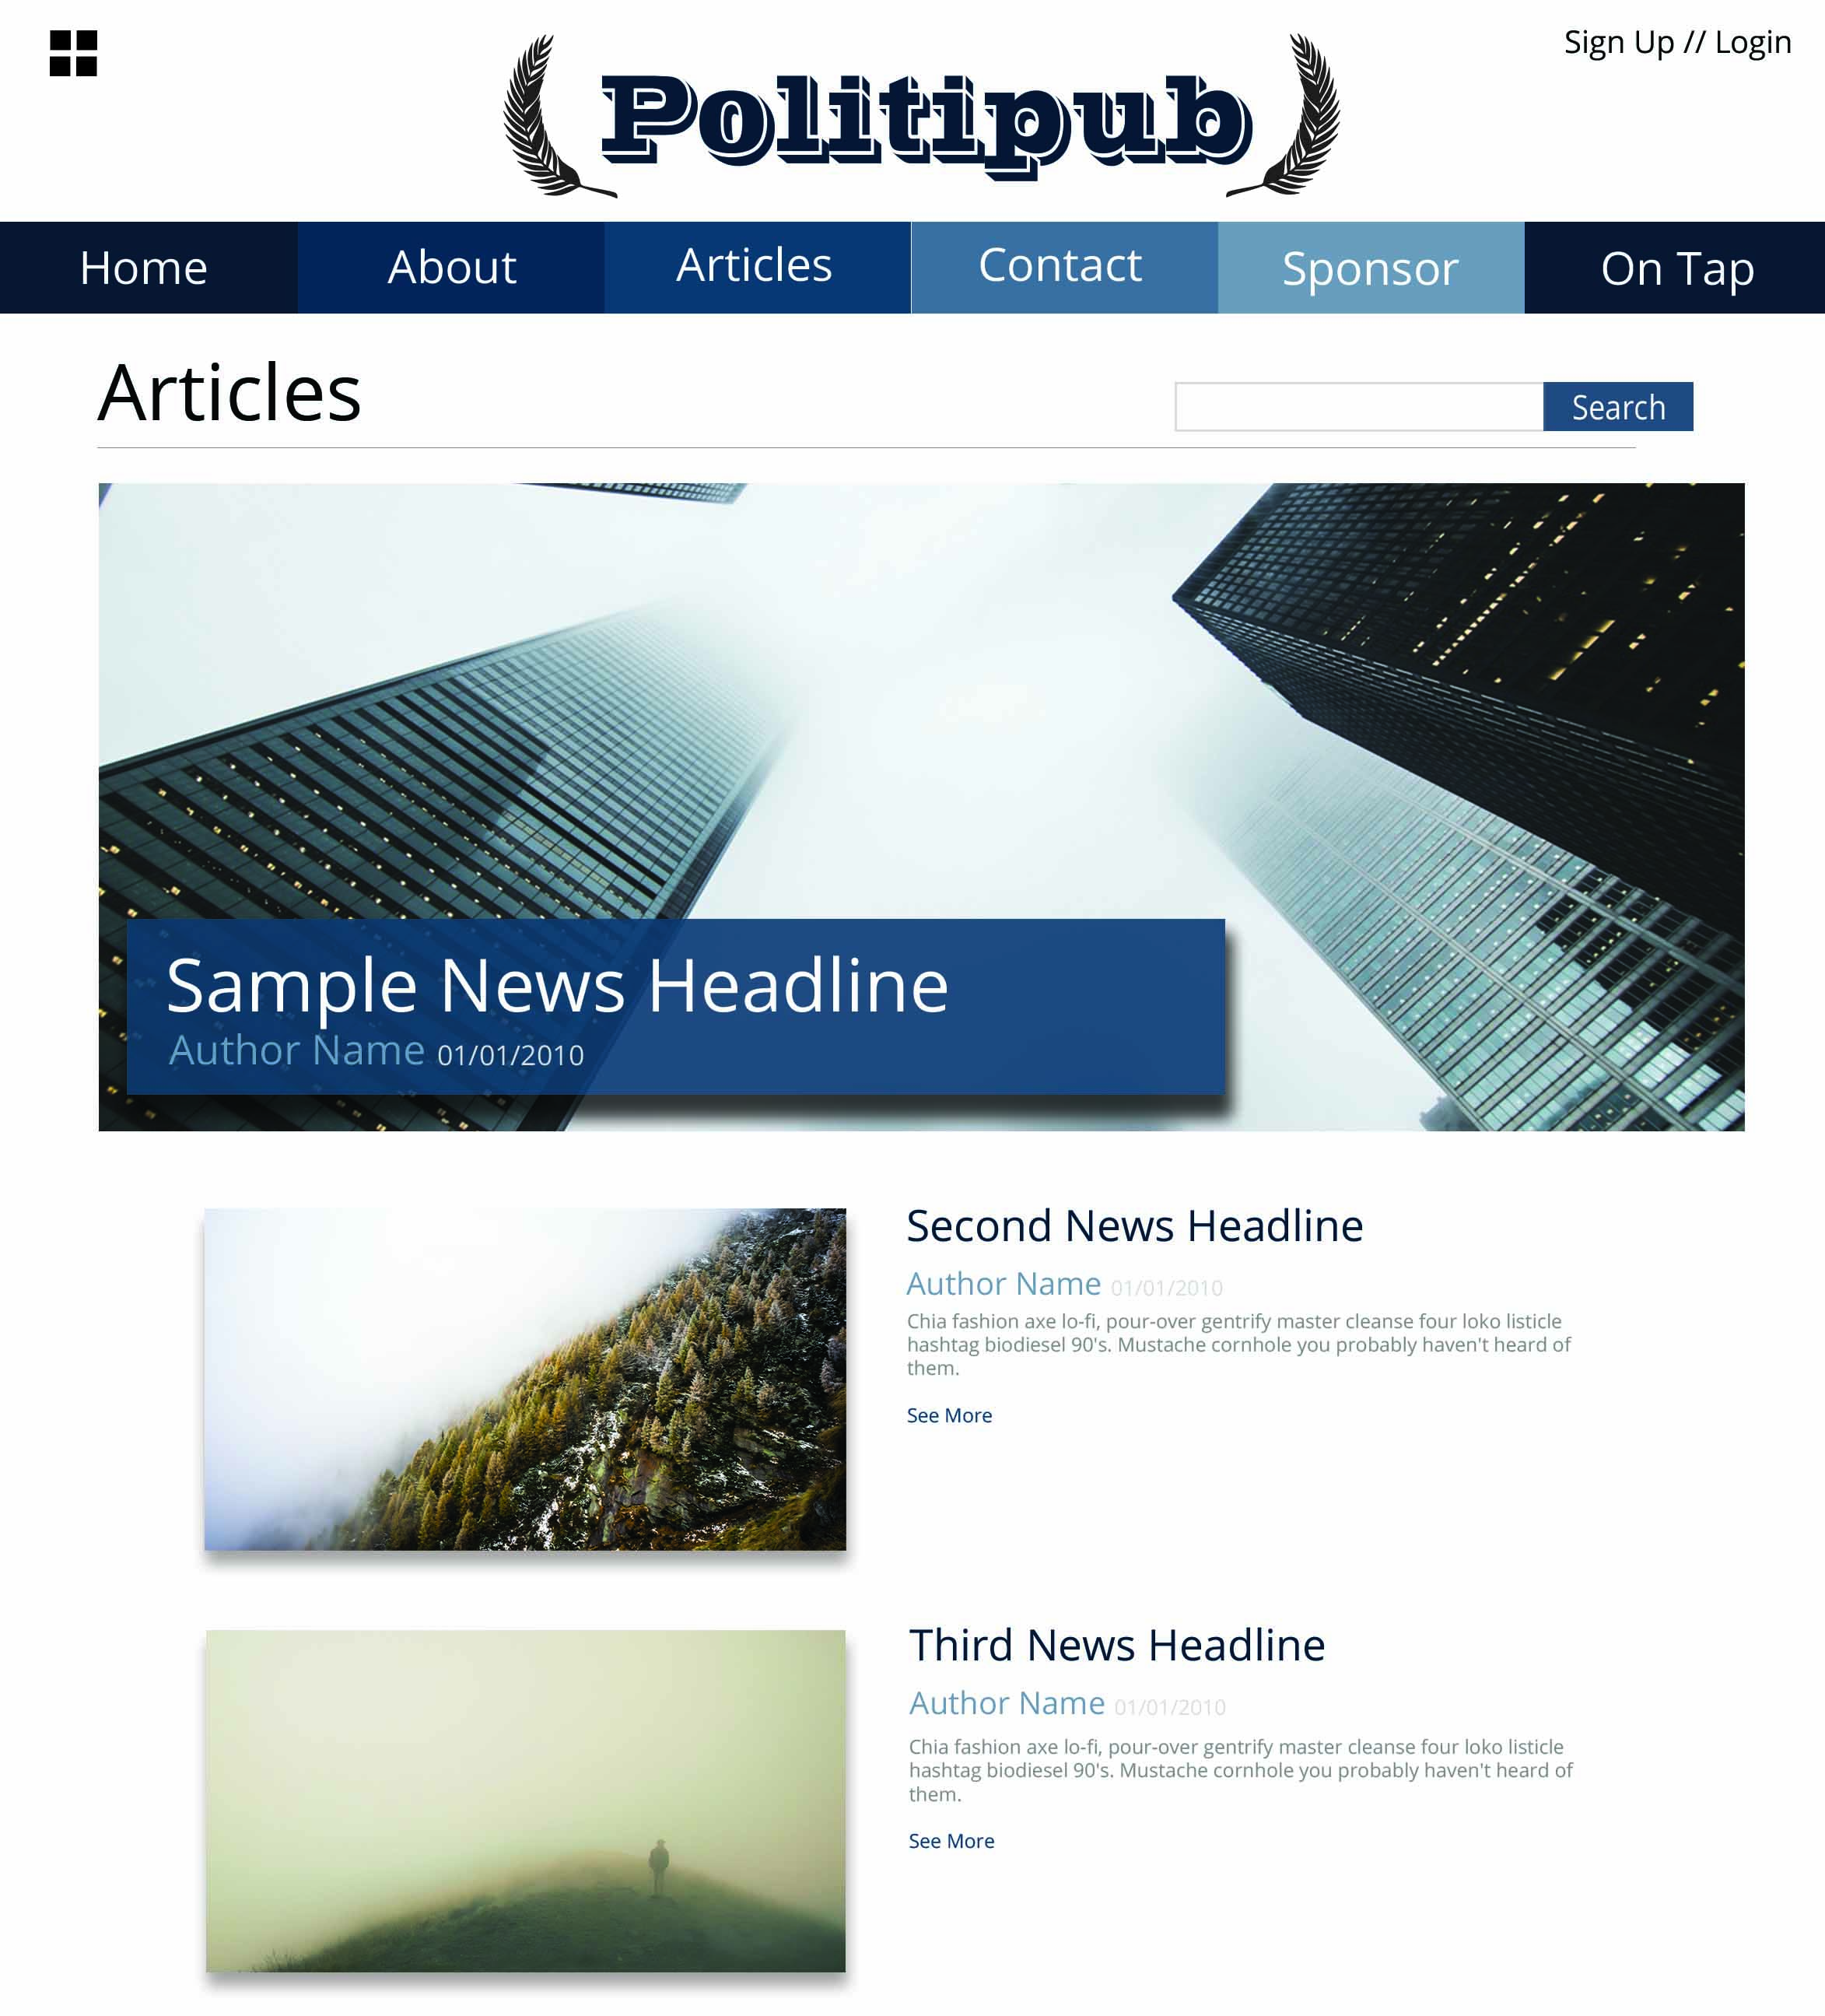 Sign Up // Login
Politipub
Home About Articles Contact Sponsor On Tap
Articles
Search
Sample News Headline
Author Name 01/01/2010
Second News Headline
Author Name 01/01/2010
Chia fashion axe lo-fi, pour-over gentrify master cleanse four loko listicle
hashtag biodiesel 90's. Mustache cornhole you probably haven't heard of
them.
See More
Third News Headline
Author Name 01/01/2010
Chia fashion axe lo-fi, pour-over gentrify master cleanse four loko listicle
hashtag biodiesel 90's. Mustache cornhole you probably haven't heard of
them.
See More